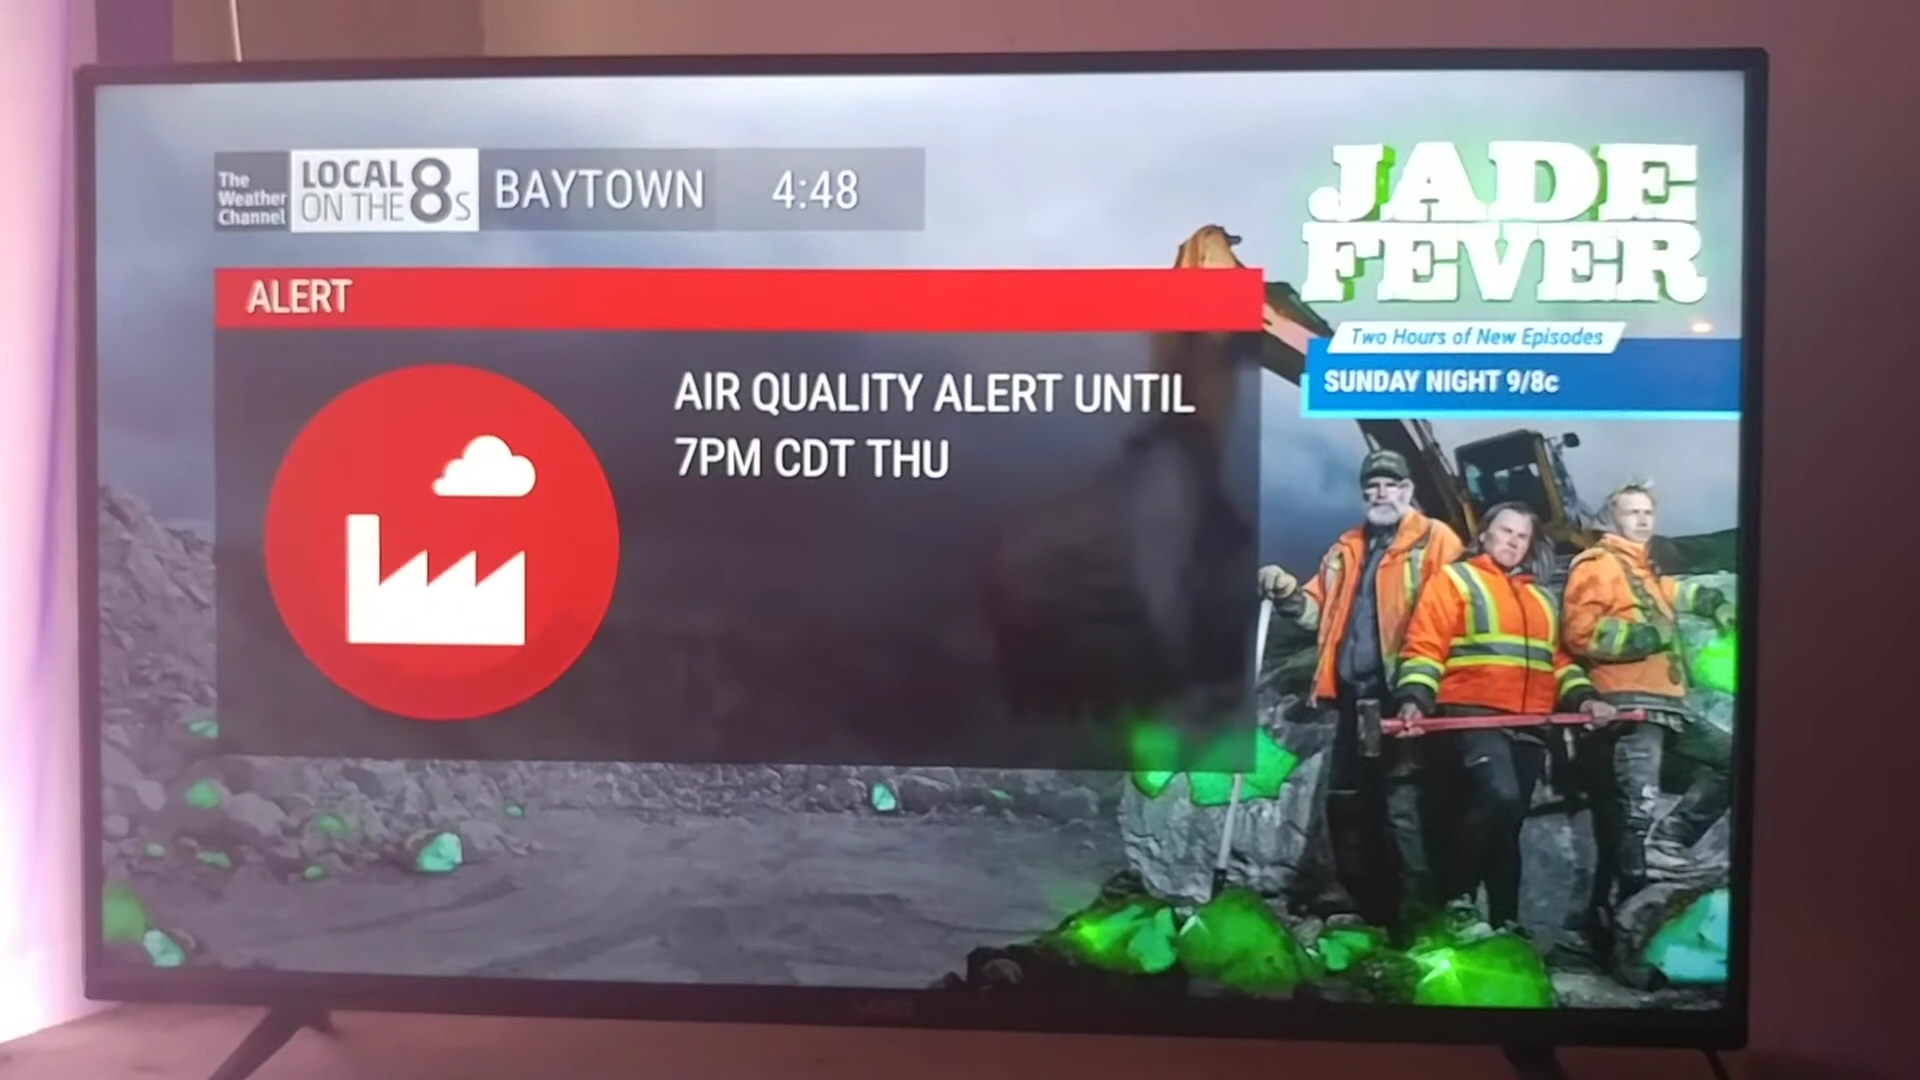 The
Weather
Channel
LOCAL
ON THE 8s
BAYTOWN 4:48
ALERT
AIR QUALITY ALERT UNTIL
7PM CDT THU
JADE
FEVER
Two Hours of New Episodes
SUNDAY NIGHT 9/8c